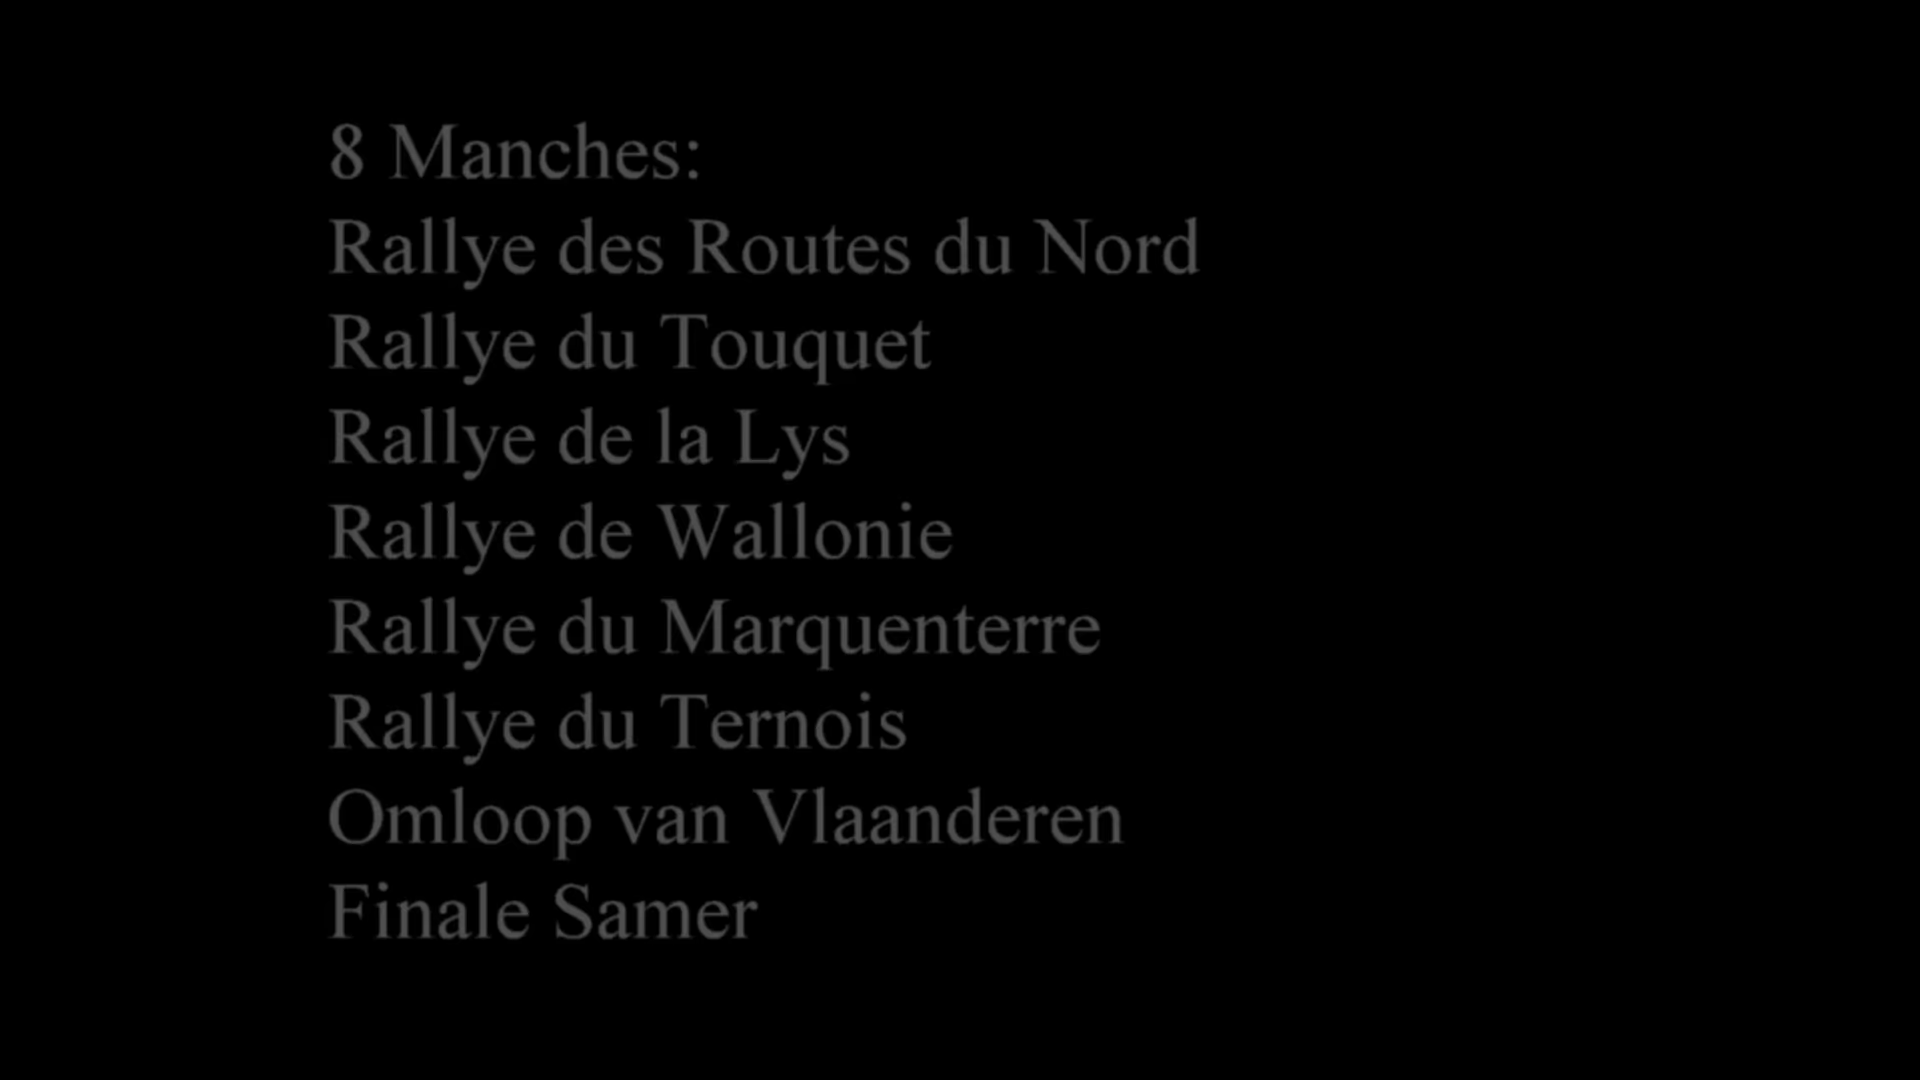 8 Manches:
Rallye des Routes du Nord
Rallye du Touquet
Rallye de la Lys
Rallye de Wallonie
Rallye du Marquenterre
Rallye du Ternois
Omloop van Vlaanderen
Finale Samer